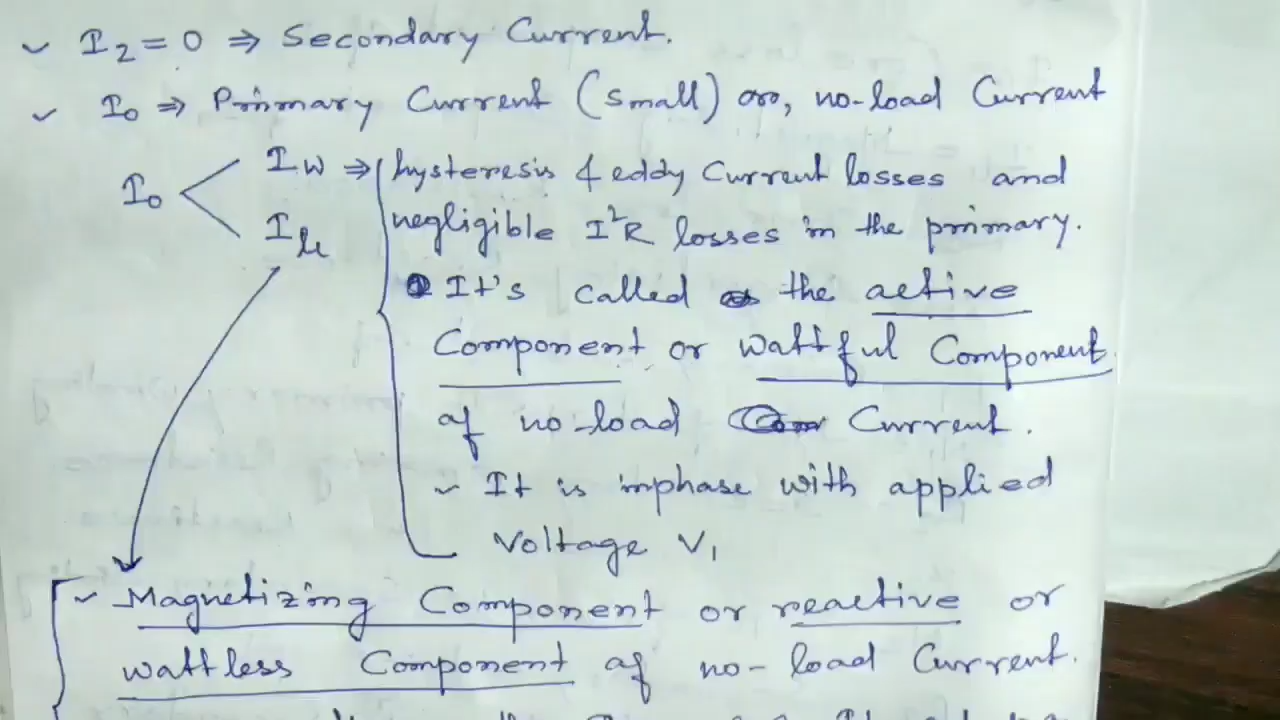 ✓ I₂ = 0 ⇒ Secondary Current.
✓ I₀ ⇒ Primary Current (small) or, no-load Current
I₀ < I_W ⇒ hysteresis & eddy Current losses and
I_μ negligible I²R losses in the primary.
It's called the active
Component or wattful Component
of no-load Current.
✓ It is inphase with applied
Voltage V₁
✓ Magnetizing Component or reactive or
wattless Component of no-load Current.